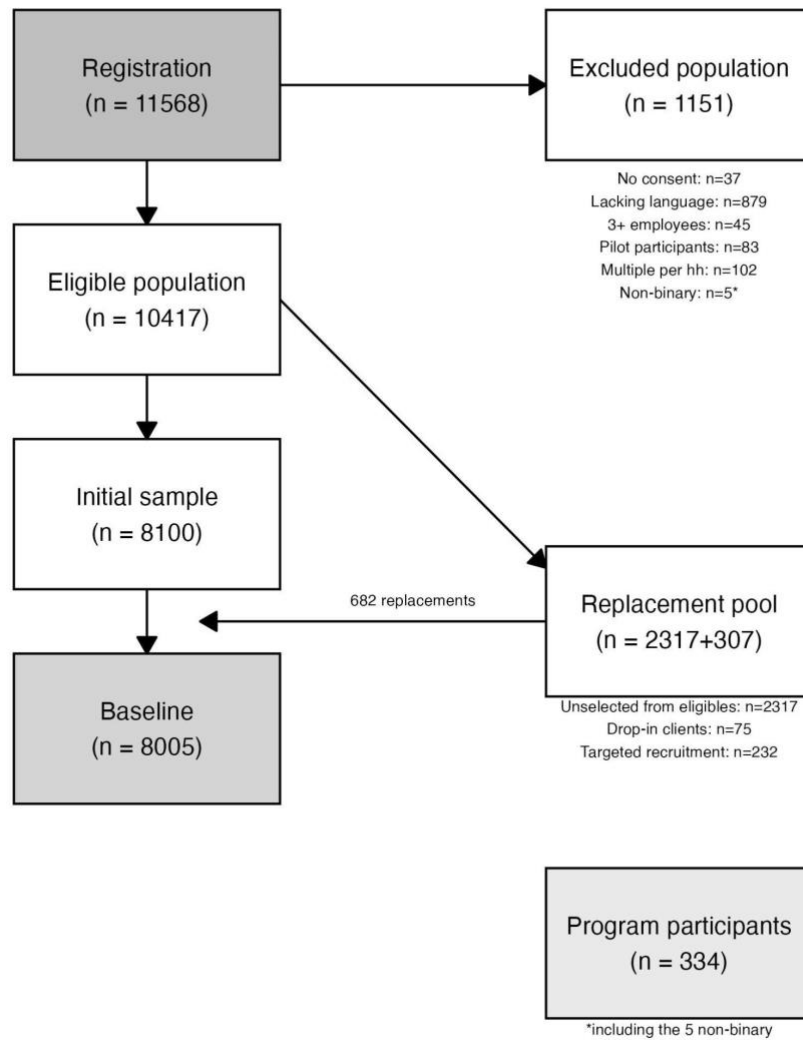 Registration
(n = 11568)
Excluded population
(n = 1151)
No consent: n=37
Lacking language: n=879
3+ employees: n=45
Pilot participants: n=83
Multiple per hh: n=102
Non-binary: n=5*
Eligible population
(n = 10417)
Initial sample
(n = 8100)
682 replacements
Replacement pool
(n = 2317+307)
Unselected from eligibles: n=2317
Drop-in clients: n=75
Targeted recruitment: n=232
Baseline
(n = 8005)
Program participants
(n = 334)
*including the 5 non-binary